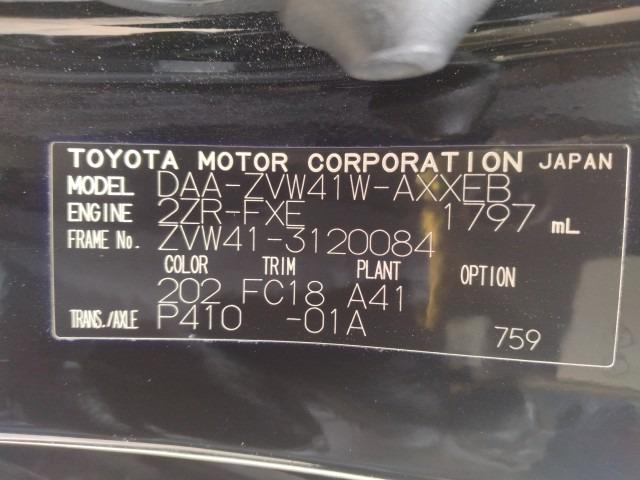 TOYOTA MOTOR CORPORATION JAPAN
MODEL DAA-ZVW41W-AXXEB
ENGINE 2ZR-FXE 1797 mL
FRAME No. ZVW41-3120084
COLOR TRIM PLANT OPTION
202 FC18 A41
TRANS./AXLE P410 -01A
759